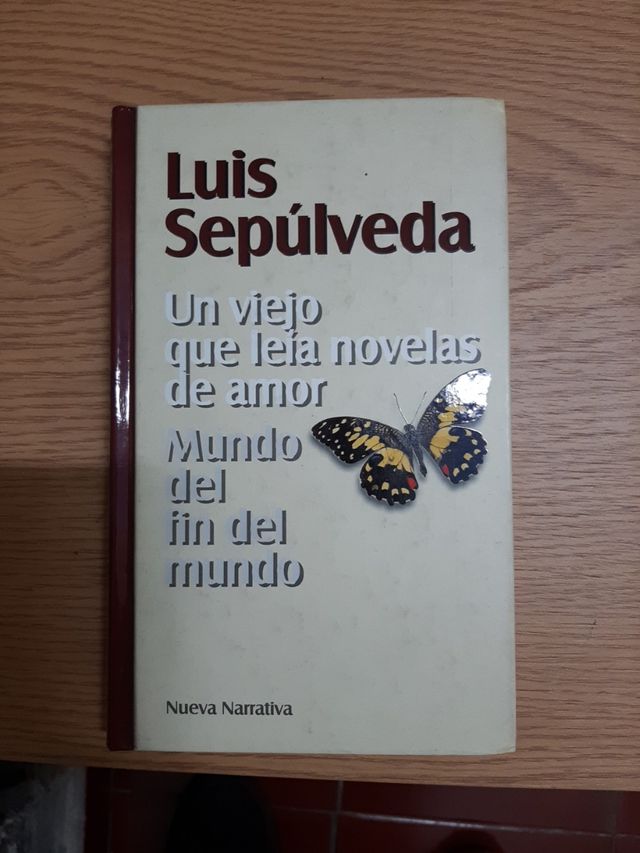 Luis
Sepúlveda
Un viejo
que leía novelas
de amor
Mundo
del
fin del
mundo
Nueva Narrativa